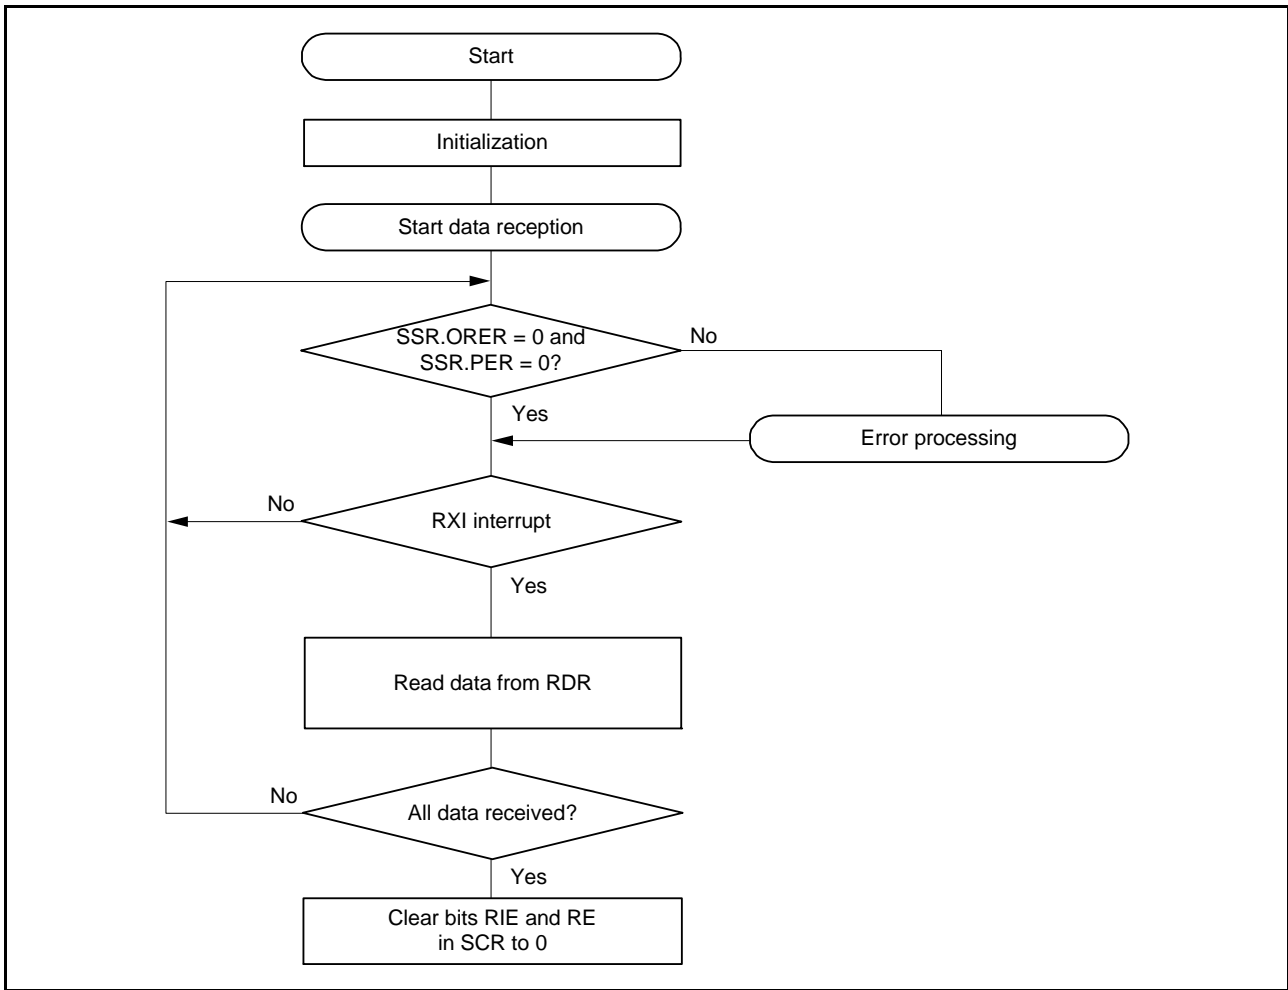 Start
Initialization
Start data reception
SSR.ORER = 0 and
SSR.PER = 0?
No
Yes
Error processing
No
RXI interrupt
Yes
Read data from RDR
No
All data received?
Yes
Clear bits RIE and RE
in SCR to 0